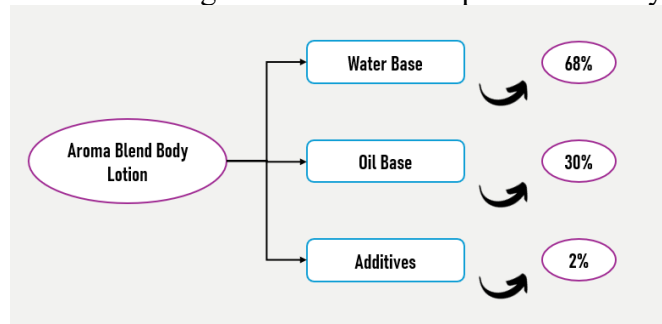 Water Base
68%
Aroma Blend Body
Lotion
Oil Base
30%
Additives
2%